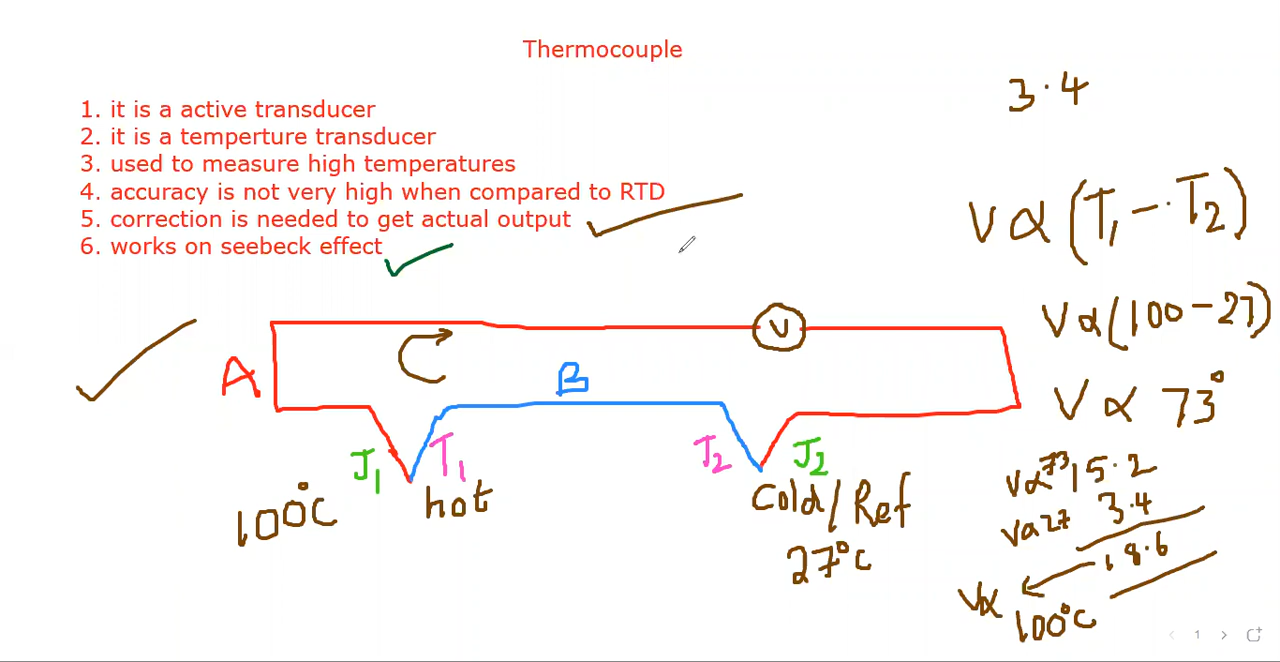 Thermocouple
3.4
1. it is a active transducer
2. it is a temperture transducer
3. used to measure high temperatures
4. accuracy is not very high when compared to RTD
5. correction is needed to get actual output
6. works on seebeck effect
V∝(T1-T2)
V∝(100-27)
V∝ 73°
V
A
B
J1
T1
T2
J2
100°C
hot
Cold/Ref
27°C
V∝73 15.2
V∝27 3.4
18.6
V∝ 100°C
1